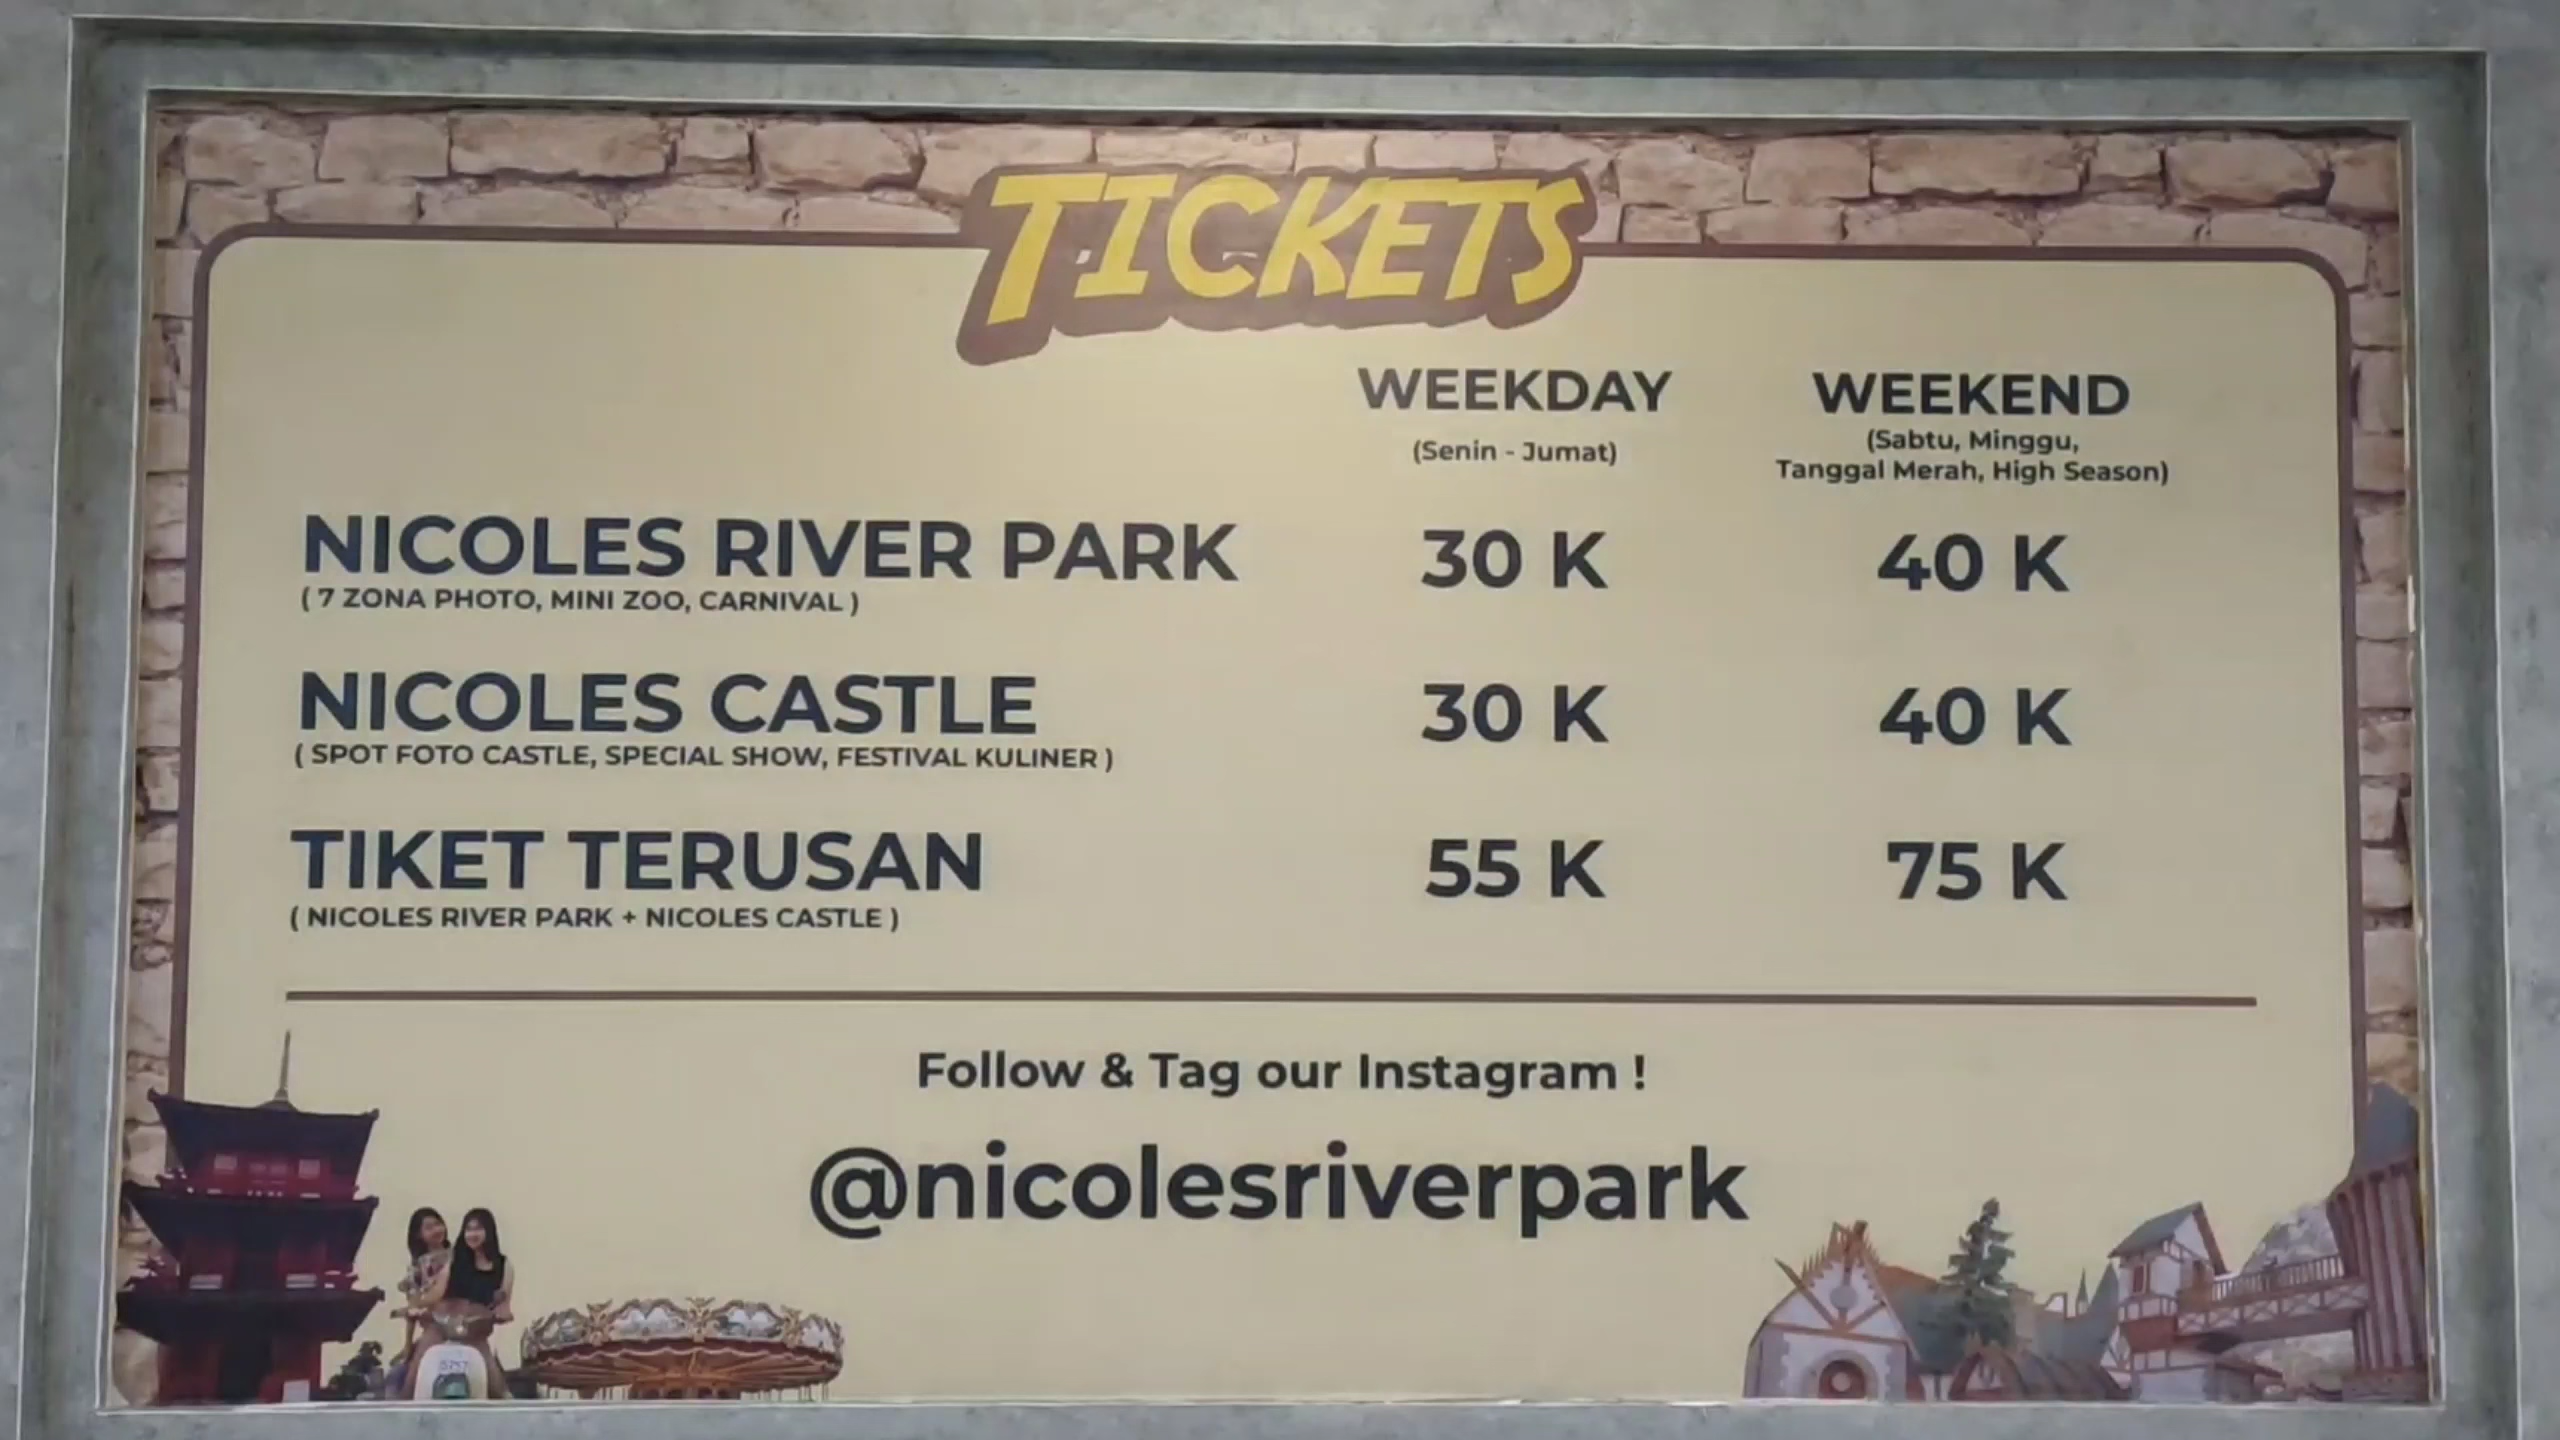 TICKETS
WEEKDAY
(Senin - Jumat)
WEEKEND
(Sabtu, Minggu,
Tanggal Merah, High Season)
NICOLES RIVER PARK 30 K 40 K
( 7 ZONA PHOTO, MINI ZOO, CARNIVAL )
NICOLES CASTLE 30 K 40 K
( SPOT FOTO CASTLE, SPECIAL SHOW, FESTIVAL KULINER )
TIKET TERUSAN 55 K 75 K
( NICOLES RIVER PARK + NICOLES CASTLE )
Follow & Tag our Instagram !
@nicolesriverpark